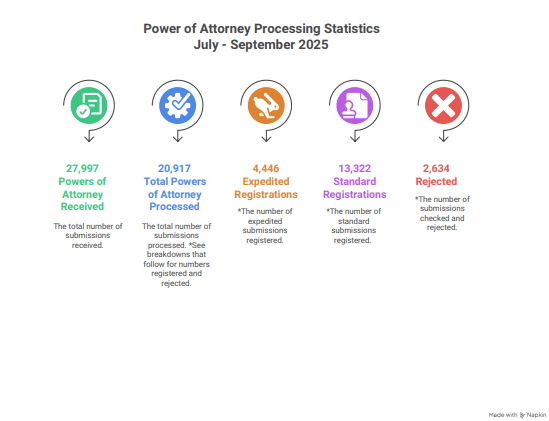 Power of Attorney Processing Statistics
July - September 2025
27,997
Powers of
Attorney
Received
The total number of
submissions
received.
20,917
Total Powers
of Attorney
Processed
The total number of
submissions
processed. *See
breakdowns that
follow for numbers
registered and
rejected.
4,446
Expedited
Registrations
*The number of
expedited
submissions
registered.
13,322
Standard
Registrations
*The number of
standard
submissions
registered.
2,634
Rejected
*The number of
submissions
checked and
rejected.
Made with Napkin